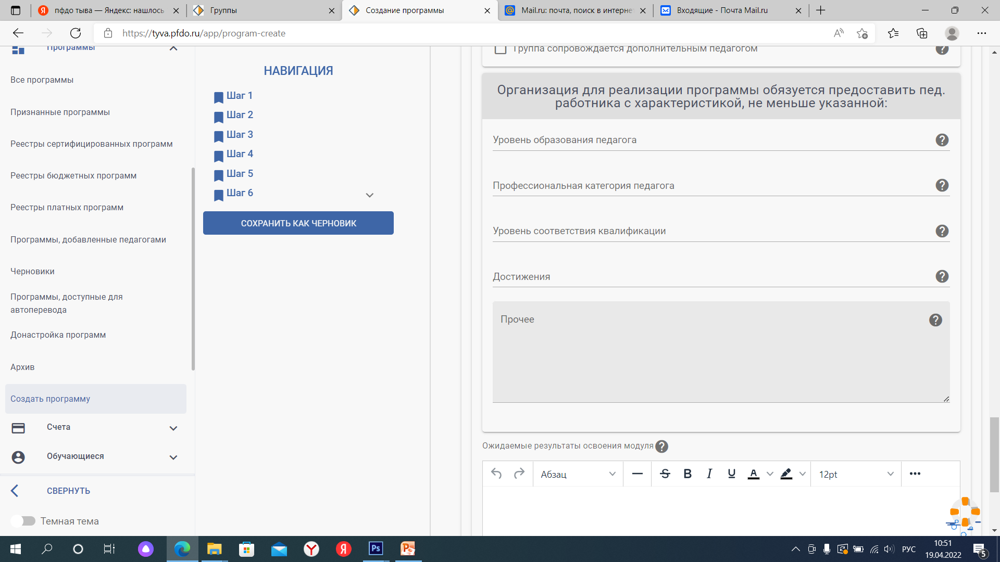 пфдо тыва — Яндекс: нашлось
Группы
Создание программы
Mail.ru: почта, поиск в интерне
Входящие - Почта Mail.ru
https://tyva.pfdo.ru/app/program-create
Программы
Все программы
Признанные программы
Реестры сертифицированных программ
Реестры бюджетных программ
Реестры платных программ
Программы, добавленные педагогами
Черновики
Программы, доступные для
автоперевода
Донастройка программ
Архив
Создать программу
Счета
Обучающиеся
СВЕРНУТЬ
Темная тема
НАВИГАЦИЯ
Шаг 1
Шаг 2
Шаг 3
Шаг 4
Шаг 5
Шаг 6
СОХРАНИТЬ КАК ЧЕРНОВИК
Группа сопровождается дополнительным педагогом
Организация для реализации программы обязуется предоставить пед.
работника с характеристикой, не меньше указанной:
Уровень образования педагога
Профессиональная категория педагога
Уровень соответствия квалификации
Достижения
Прочее
Ожидаемые результаты освоения модуля
Абзац
12pt
РУС
10:51
19.04.2022
5